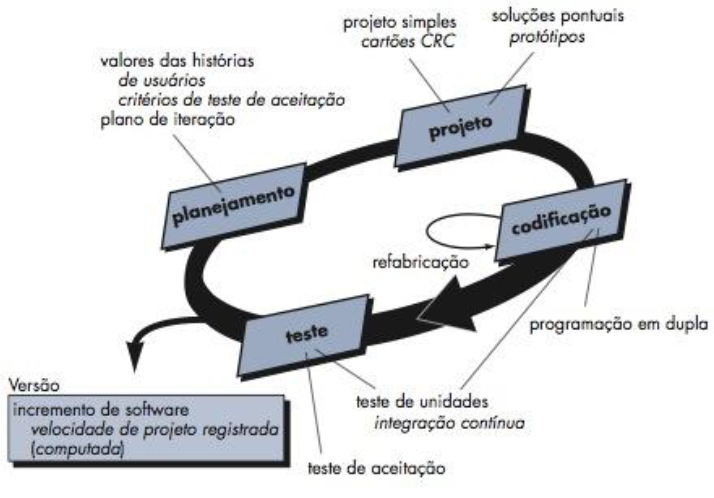 projeto simples
cartões CRC
soluções pontuais
protótipos
valores das histórias
de usuários
critérios de teste de aceitação
plano de iteração
projeto
planejamento
codificação
refabricação
programação em dupla
teste
teste de unidades
integração contínua
teste de aceitação
Versão
incremento de software
velocidade de projeto registrada
(computada)